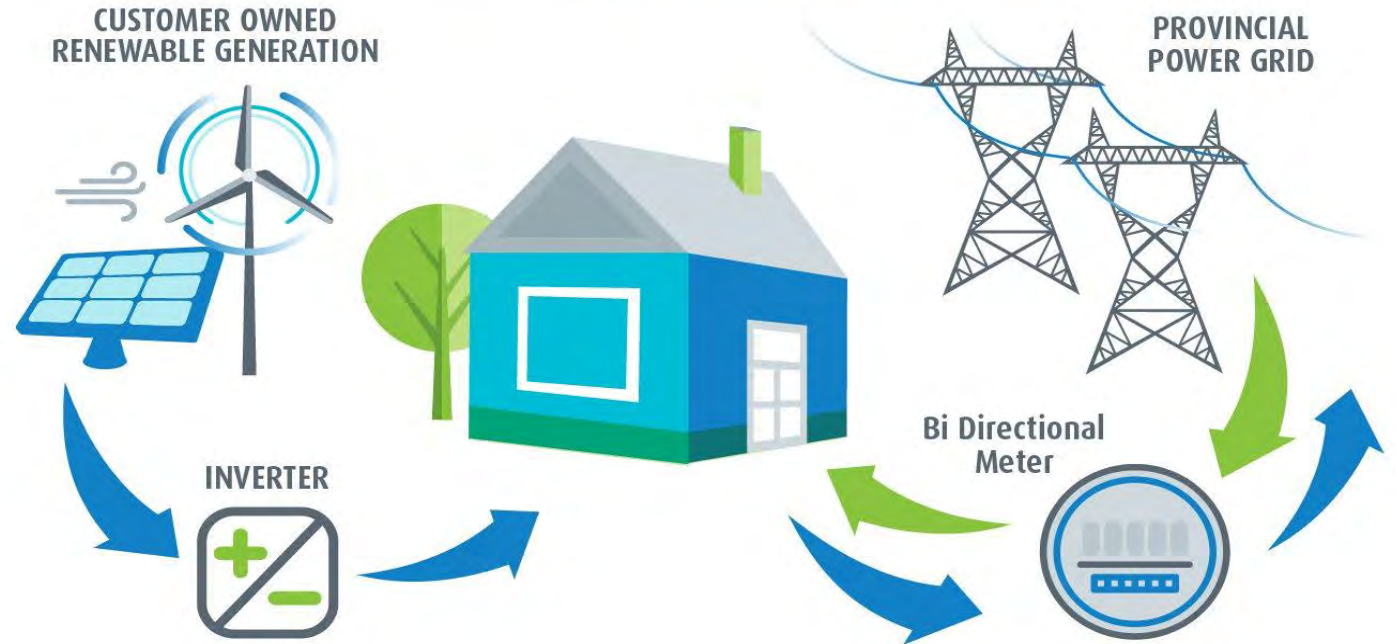 CUSTOMER OWNED
RENEWABLE GENERATION
PROVINCIAL
POWER GRID
Bi Directional
Meter
INVERTER